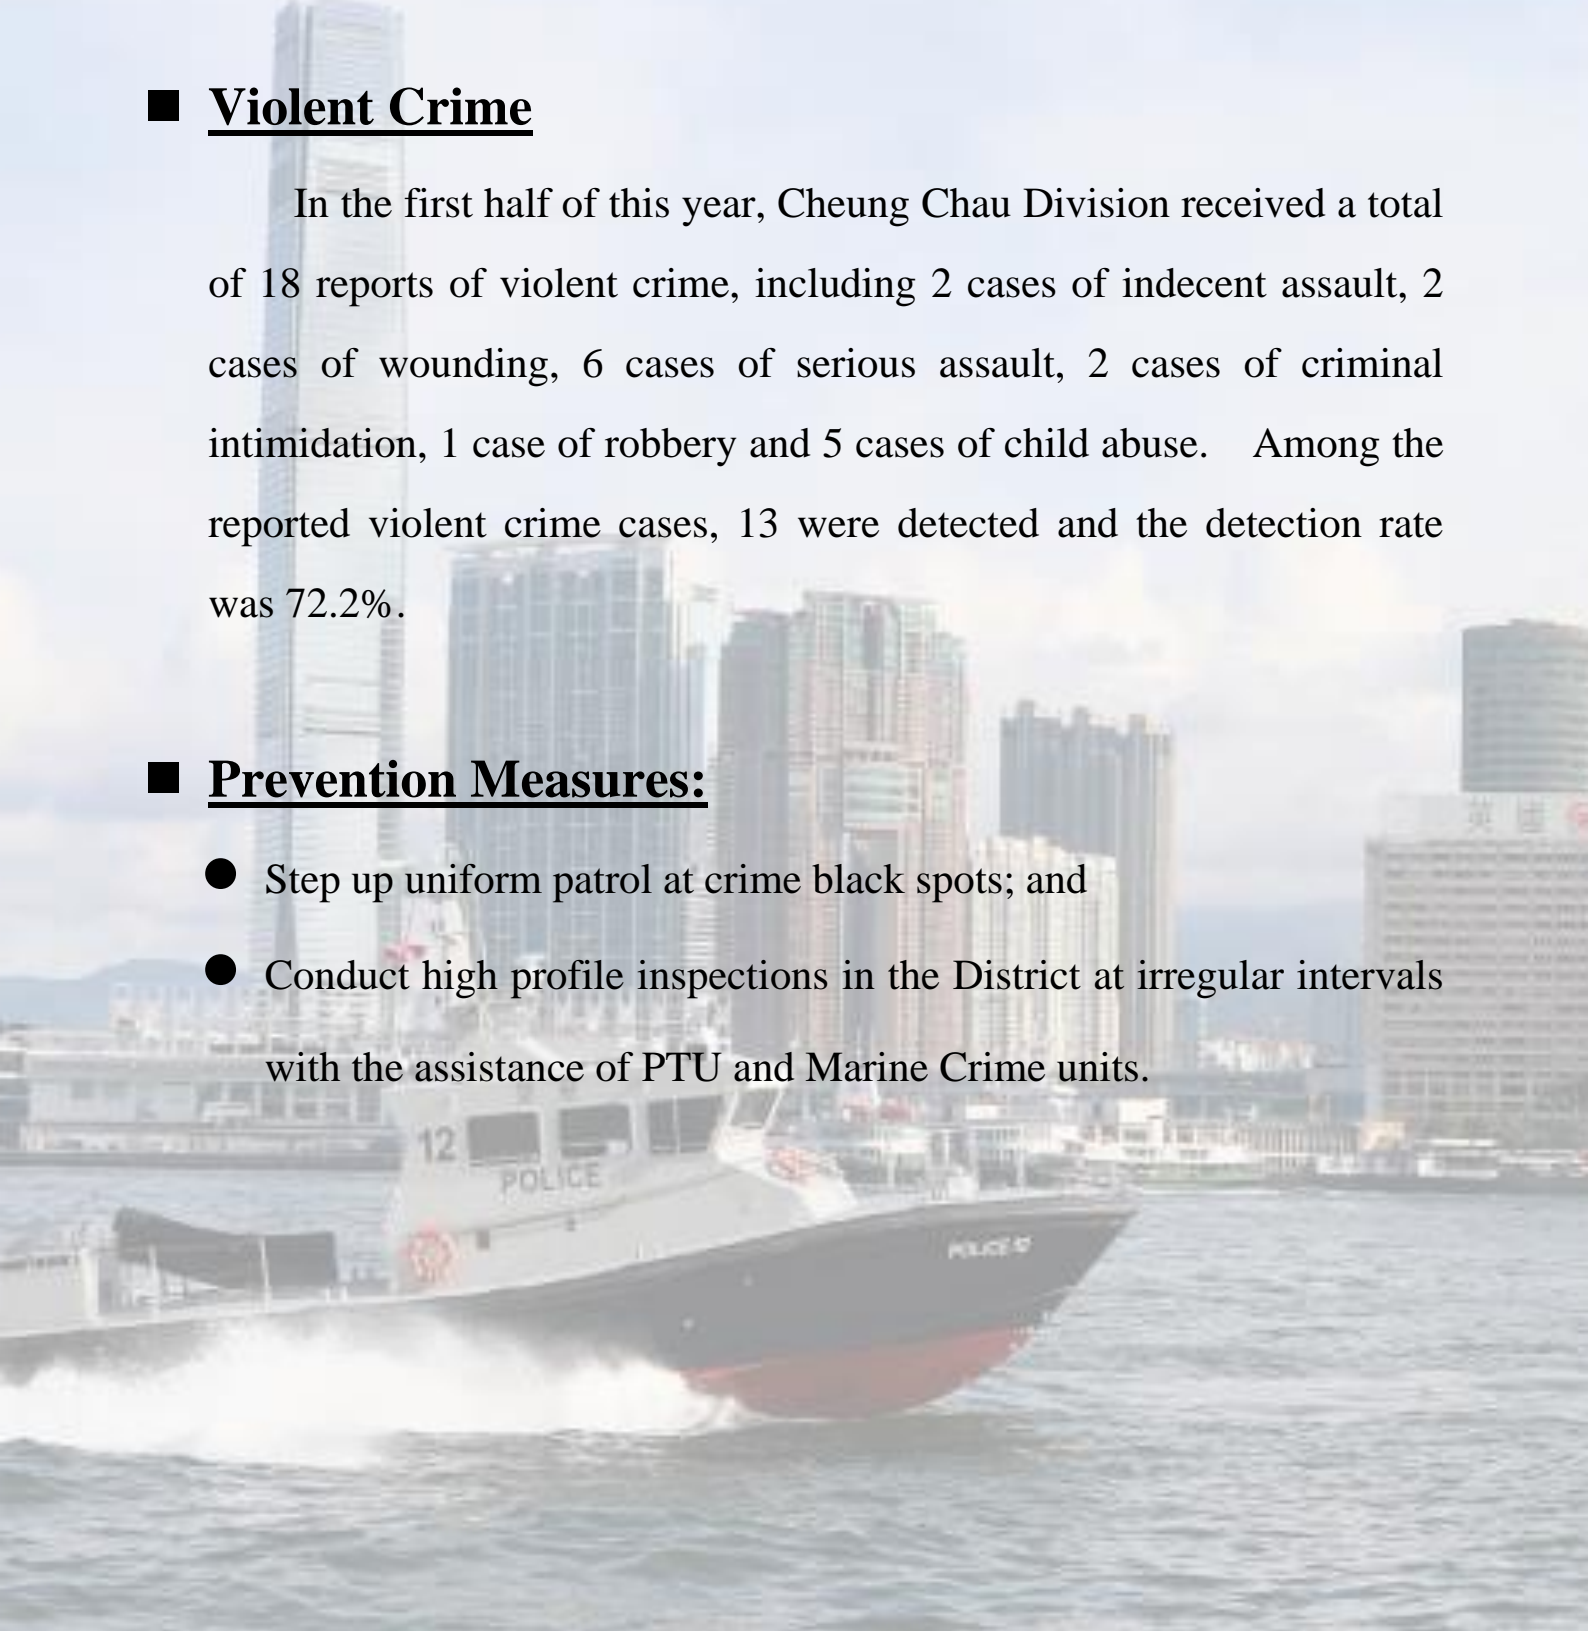 ■ Violent Crime
In the first half of this year, Cheung Chau Division received a total
of 18 reports of violent crime, including 2 cases of indecent assault, 2
cases of wounding, 6 cases of serious assault, 2 cases of criminal
intimidation, 1 case of robbery and 5 cases of child abuse. Among the
reported violent crime cases, 13 were detected and the detection rate
was 72.2%.
■ Prevention Measures:
● Step up uniform patrol at crime black spots; and
● Conduct high profile inspections in the District at irregular intervals
with the assistance of PTU and Marine Crime units.
12
POLICE
POLICE 12